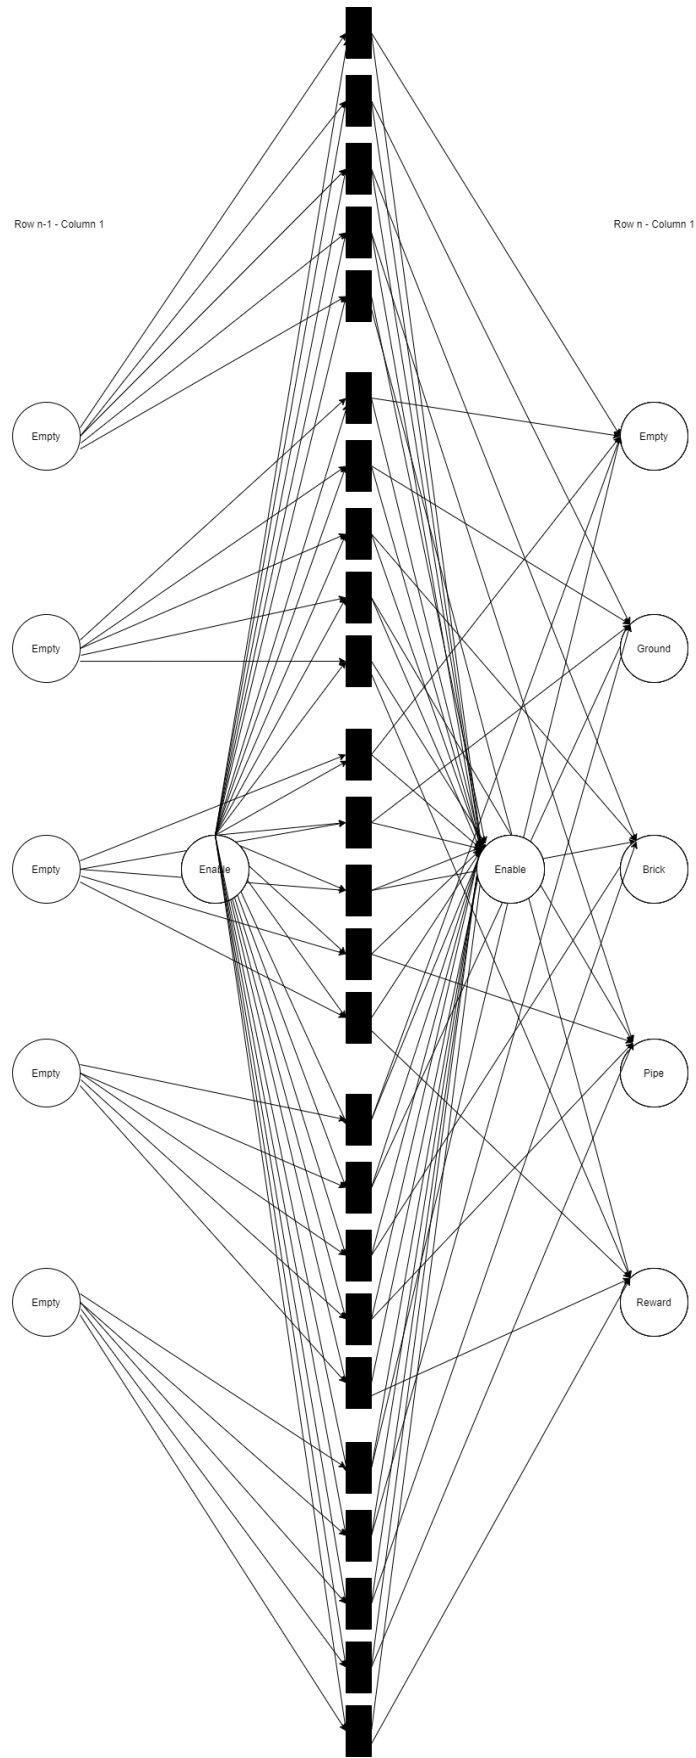 Row n-1 - Column 1
Row n - Column 1
Empty
Empty
Empty
Ground
Empty
Enable
Enable
Brick
Empty
Pipe
Empty
Reward